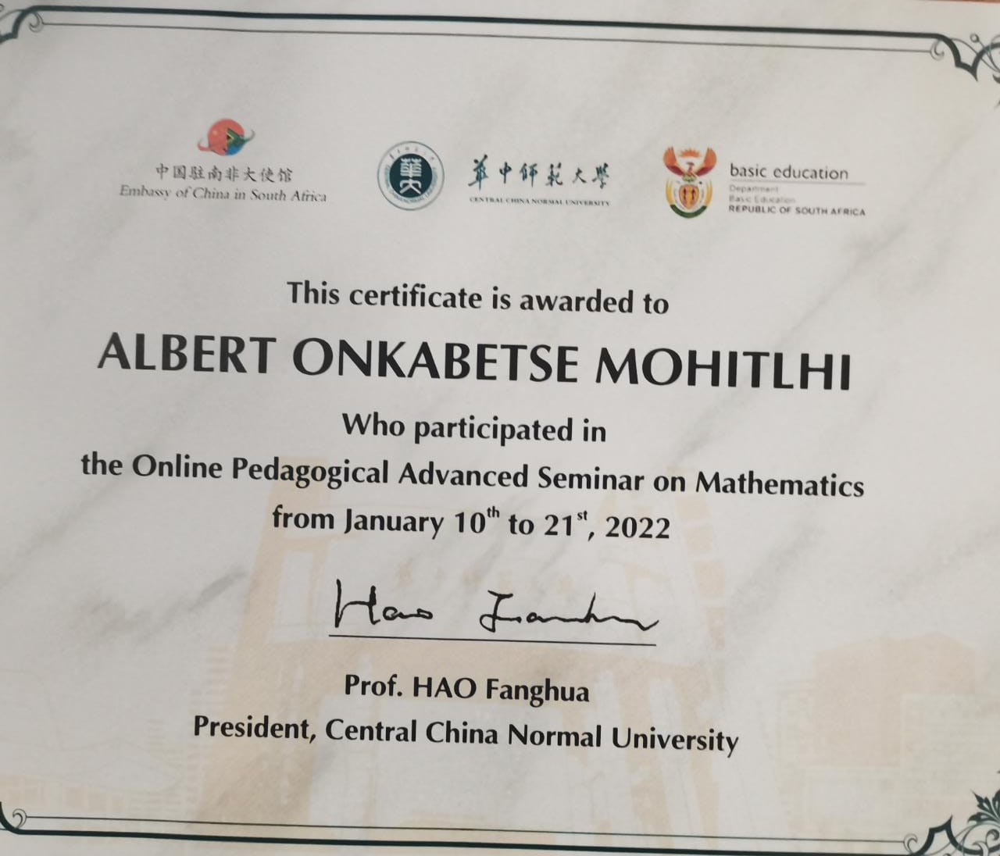 中国驻南非大使馆
Embassy of China in South Africa
華中師範大學
CENTRAL CHINA NORMAL UNIVERSITY
basic education
Department:
Basic Education
REPUBLIC OF SOUTH AFRICA
This certificate is awarded to
ALBERT ONKABETSE MOHITLHI
Who participated in
the Online Pedagogical Advanced Seminar on Mathematics
from January 10th to 21st, 2022
Hao Fanghua
Prof. HAO Fanghua
President, Central China Normal University